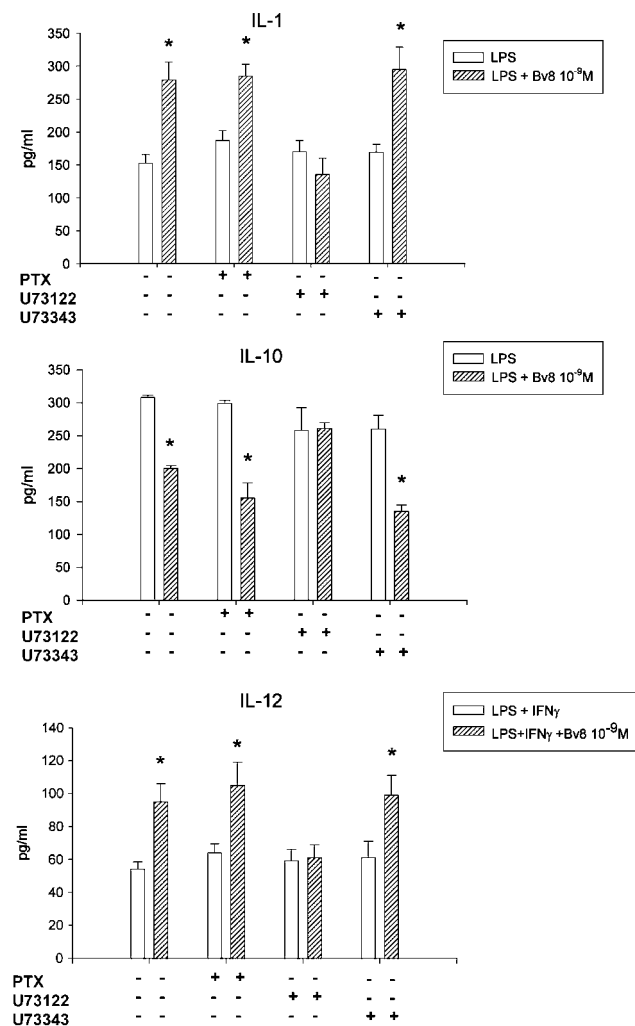 IL-1
LPS
LPS + Bv8 10⁻⁹M
*
*
*
350
300
250
200
150
100
50
0
pg/ml
PTX - - + + - - - -
U73122 - - - - + + - -
U73343 - - - - - - + +
IL-10
LPS
LPS + Bv8 10⁻⁹M
350
300
250
200
150
100
50
0
pg/ml
*
*
*
PTX - - + + - - - -
U73122 - - - - + + - -
U73343 - - - - - - + +
IL-12
LPS + IFNγ
LPS+IFNγ +Bv8 10⁻⁹M
140
120
100
80
60
40
20
0
pg/ml
*
*
*
PTX - - + + - - - -
U73122 - - - - + + - -
U73343 - - - - - - + +